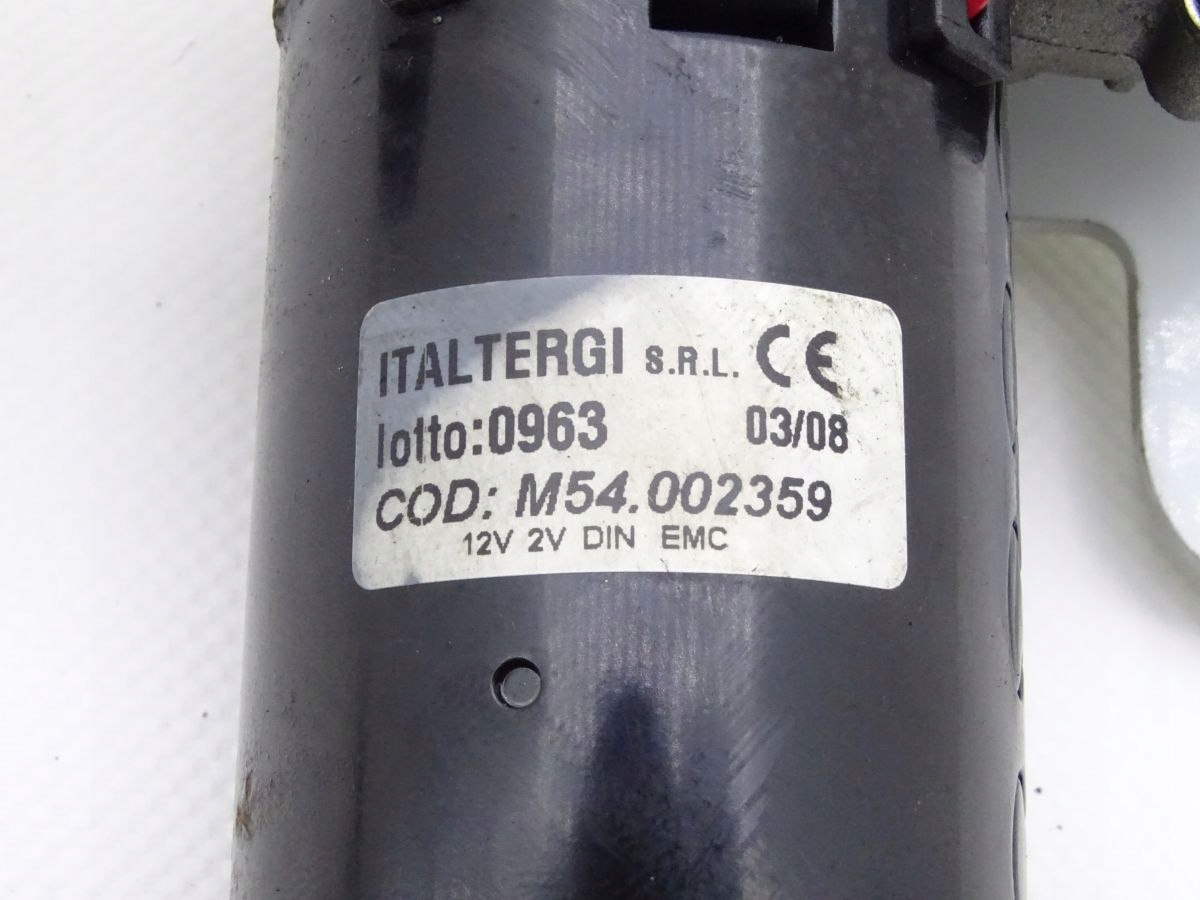 ITALTERGI S.R.L. CE
lotto:0963 03/08
COD: M54.002359
12V 2V DIN EMC